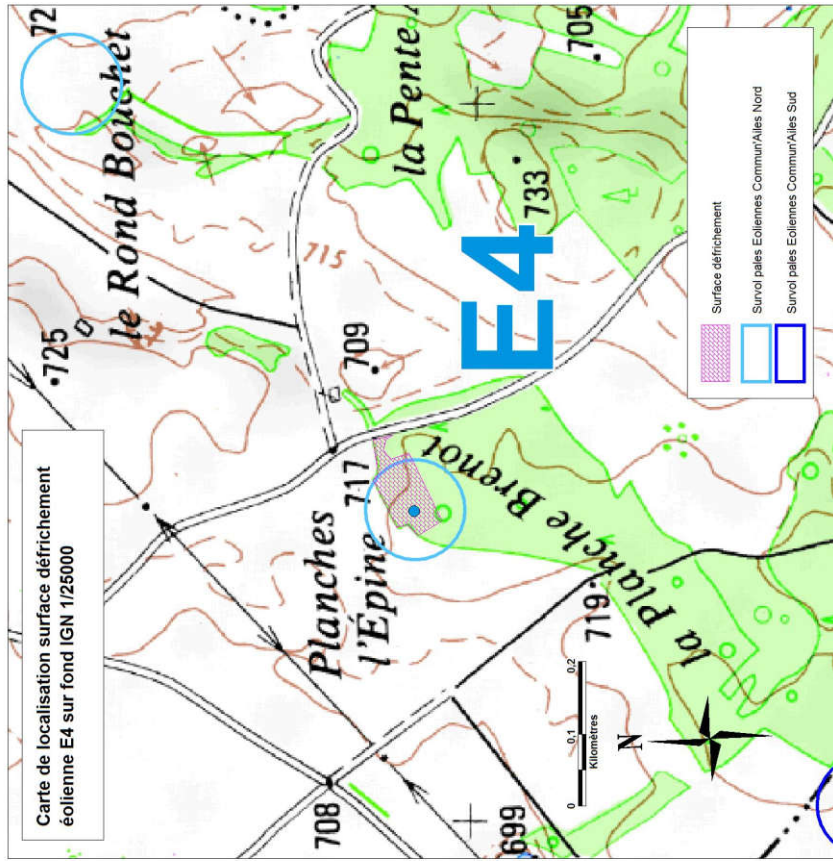 Carte de localisation surface défrichement
éolienne E4 sur fond IGN 1/25000
725
le Rond Bouchet
72
715
709
717
Planches
l'Épine
708
699
E4
733
la Pente
705
719
la Planche Brenot
0 0,1 0,2
Kilomètres
N
Surface défrichement
Survol pales Eoliennes Commun'Ailes Nord
Survol pales Eoliennes Commun'Ailes Sud